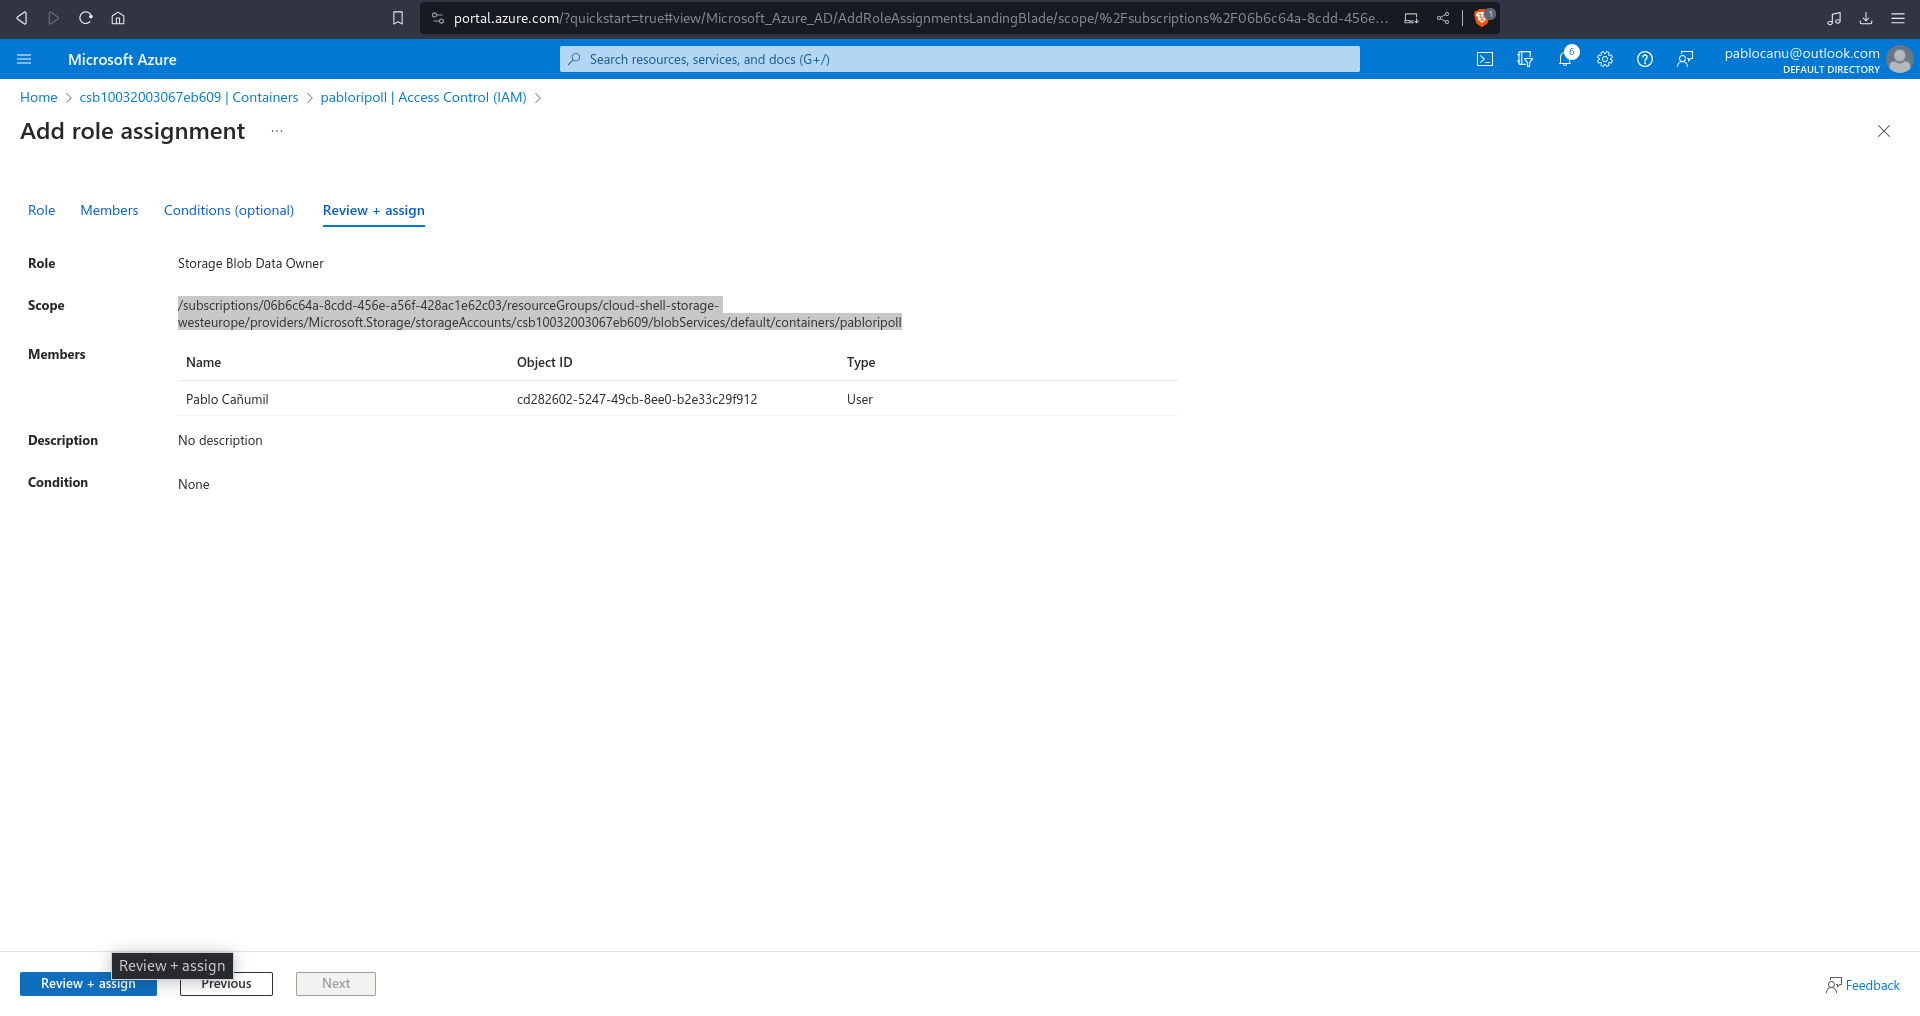 portal.azure.com/?quickstart=true#view/Microsoft_Azure_AD/AddRoleAssignmentsLandingBlade/scope/%2Fsubscriptions%2F06b6c64a-8cdd-456e...
1
Microsoft Azure
Search resources, services, and docs (G+/)
6
pablocanu@outlook.com
DEFAULT DIRECTORY
Home > csb10032003067eb609 | Containers > pabloripoll | Access Control (IAM) >
Add role assignment ...
Role Members Conditions (optional) Review + assign
Role Storage Blob Data Owner
Scope /subscriptions/06b6c64a-8cdd-456e-a56f-428ac1e62c03/resourceGroups/cloud-shell-storage-
westeurope/providers/Microsoft.Storage/storageAccounts/csb10032003067eb609/blobServices/default/containers/pabloripoll
Members
Name Object ID Type
Pablo Cañumil cd282602-5247-49cb-8ee0-b2e33c29f912 User
Description No description
Condition None
Review + assign
Review + assign Previous Next
Feedback